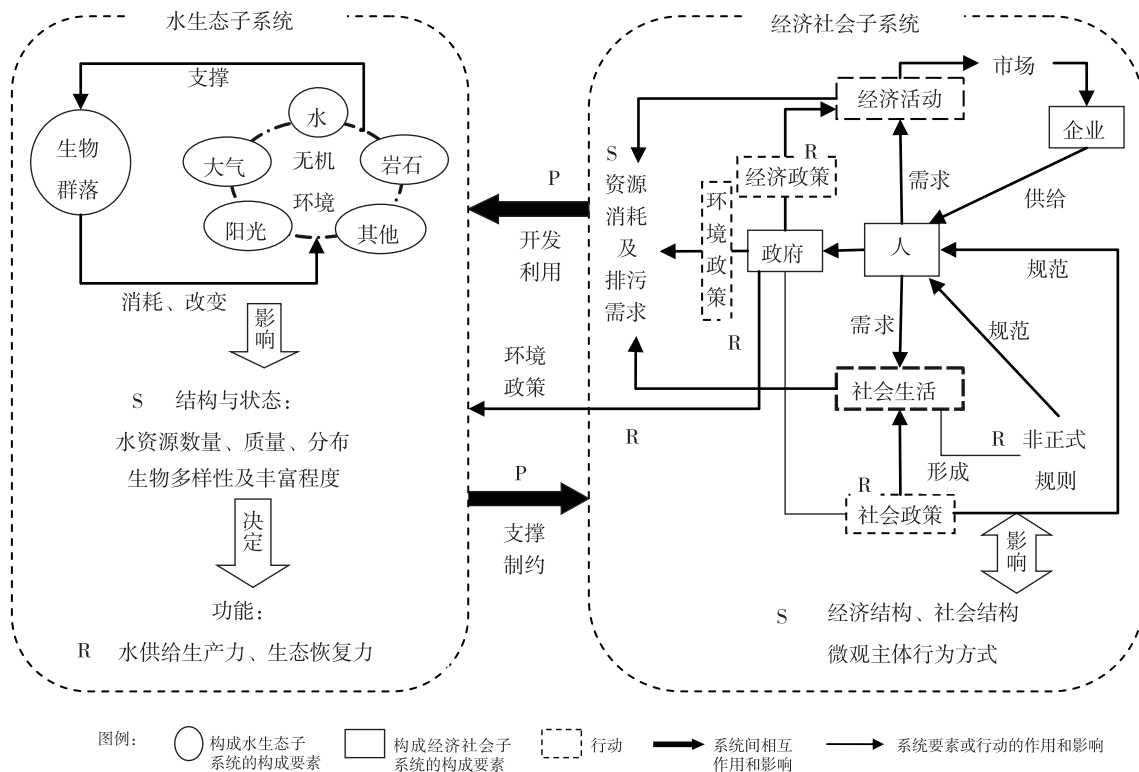 水生态子系统
支撑
生物
群落
水
大气
无机
岩石
环境
阳光
其他
消耗、改变
影
响
S 结构与状态：
水资源数量、质量、分布
生物多样性及丰富程度
决
定
功能：
R 水供给生产力、生态恢复力
P
开发
利用
环境
政策
P
支撑
制约
经济社会子系统
经济活动
市场
企业
供给
S
资源
消耗
及
排污
需求
R
经济政策
环
境
政
策
R
政府
人
需求
规范
需求
规范
社会生活
R
R 非正式
规则
形成
R
社会政策
影
响
S 经济结构、社会结构
微观主体行为方式
图例：
构成水生态子
系统的构成要素
构成经济社会子
系统的构成要素
行动
系统间相互
作用和影响
系统要素或行动的作用和影响